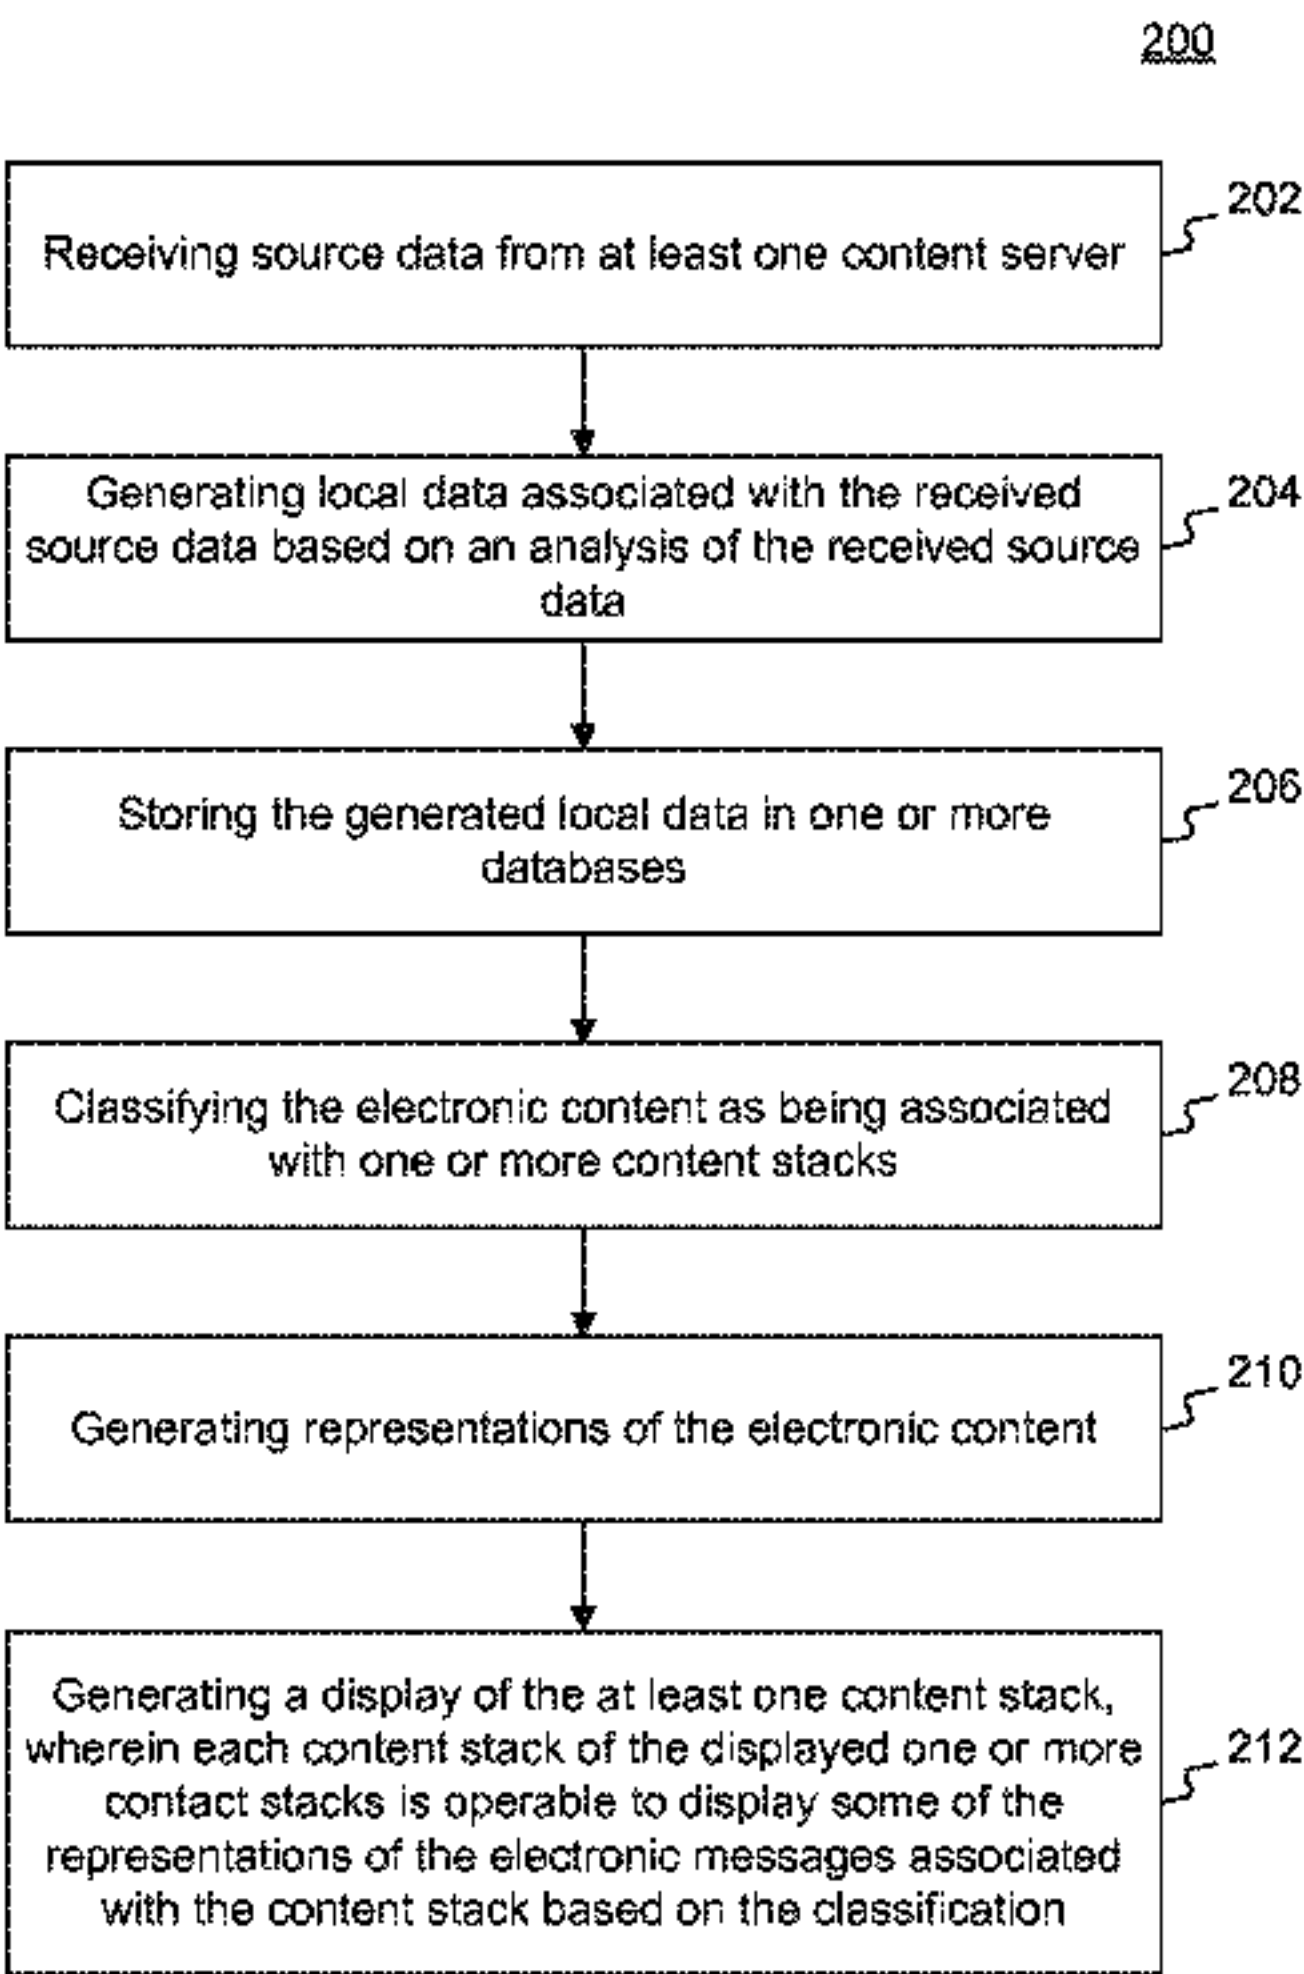 200
Receiving source data from at least one content server
202
Generating local data associated with the received
source data based on an analysis of the received source
data
204
Storing the generated local data in one or more
databases
206
Classifying the electronic content as being associated
with one or more content stacks
208
Generating representations of the electronic content
210
Generating a display of the at least one content stack,
wherein each content stack of the displayed one or more
contact stacks is operable to display some of the
representations of the electronic messages associated
with the content stack based on the classification
212